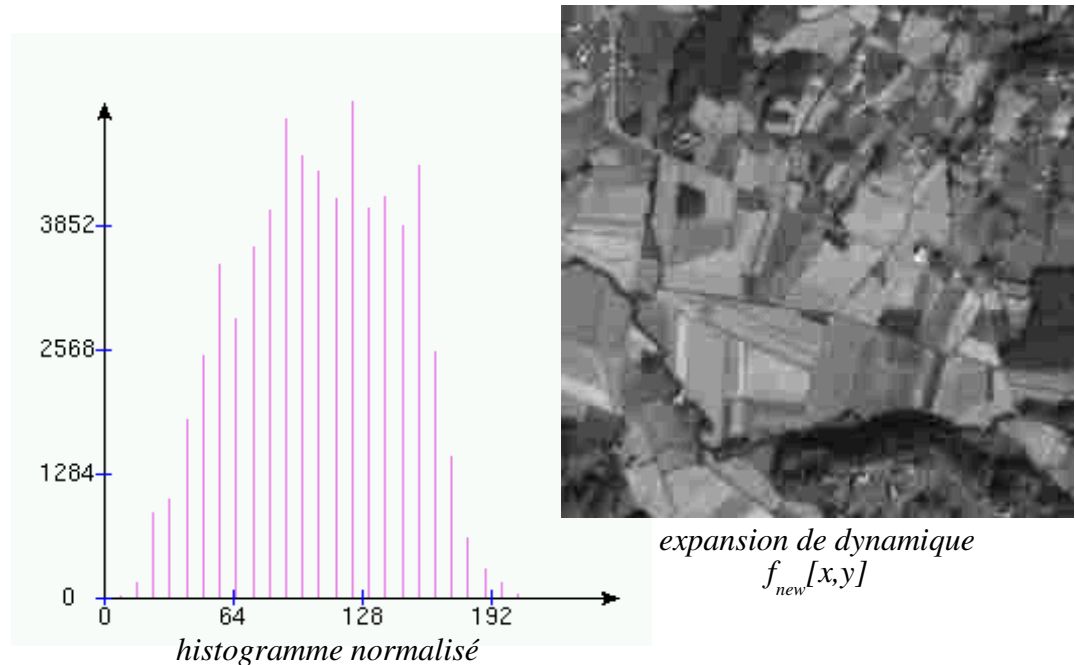 3852
2568
1284
0
0 64 128 192
histogramme normalisé
expansion de dynamique
f_new[x,y]